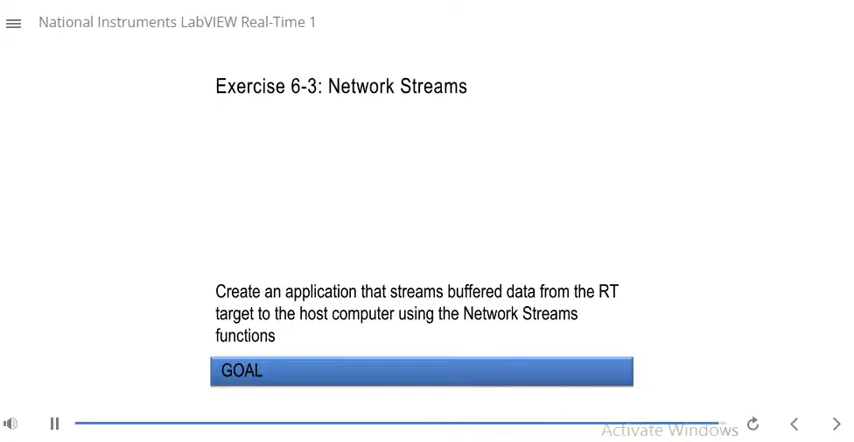 National Instruments LabVIEW Real-Time 1
Exercise 6-3: Network Streams
Create an application that streams buffered data from the RT
target to the host computer using the Network Streams
functions
GOAL
Activate Windows